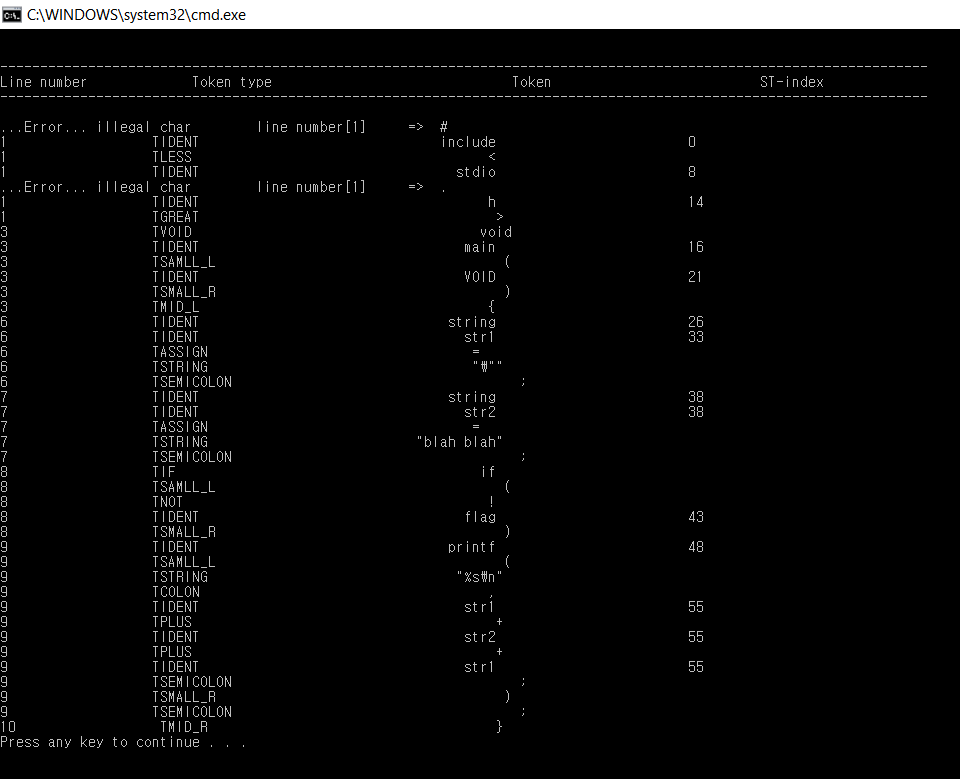 C:\WINDOWS\system32\cmd.exe
--------------------------------------------------------------------------------------------------------------------
Line number Token type Token ST-index
--------------------------------------------------------------------------------------------------------------------
...Error... illegal char line number[1] => #
1 TIDENT include 0
1 TLESS <
1 TIDENT stdio 8
...Error... illegal char line number[1] => .
1 TIDENT h 14
1 TGREAT >
3 TVOID void
3 TIDENT main 16
3 TSAMLL_L (
3 TIDENT VOID 21
3 TSMALL_R )
3 TMID_L {
6 TIDENT string 26
6 TIDENT str1 33
6 TASSIGN =
6 TSTRING "₩""
6 TSEMICOLON ;
7 TIDENT string 38
7 TIDENT str2 38
7 TASSIGN =
7 TSTRING "blah blah"
7 TSEMICOLON ;
8 TIF if
8 TSAMLL_L (
8 TNOT !
8 TIDENT flag 43
8 TSMALL_R )
9 TIDENT printf 48
9 TSAMLL_L (
9 TSTRING "%s₩n"
9 TCOLON ,
9 TIDENT str1 55
9 TPLUS +
9 TIDENT str2 55
9 TPLUS +
9 TIDENT str1 55
9 TSEMICOLON ;
9 TSMALL_R )
9 TSEMICOLON ;
10 TMID_R }
Press any key to continue . . .